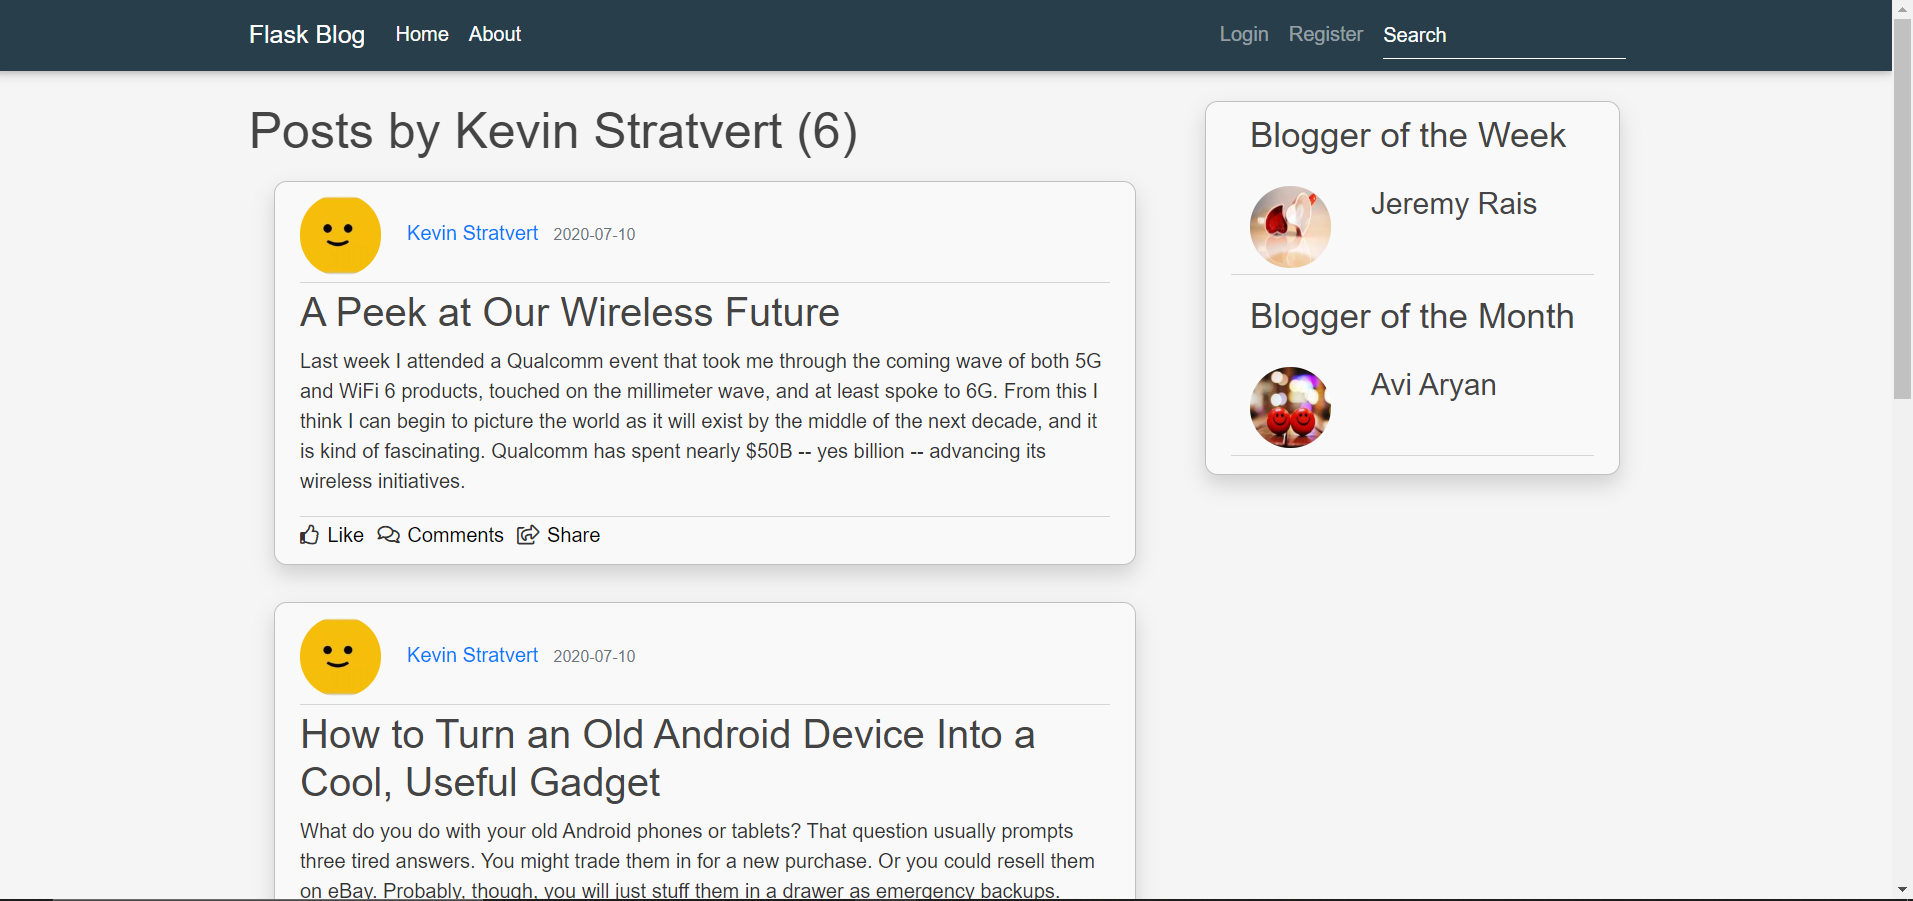 Flask Blog Home About Login Register Search
Posts by Kevin Stratvert (6)
Kevin Stratvert 2020-07-10
A Peek at Our Wireless Future
Last week I attended a Qualcomm event that took me through the coming wave of both 5G
and WiFi 6 products, touched on the millimeter wave, and at least spoke to 6G. From this I
think I can begin to picture the world as it will exist by the middle of the next decade, and it
is kind of fascinating. Qualcomm has spent nearly $50B -- yes billion -- advancing its
wireless initiatives.
Like Comments Share
Kevin Stratvert 2020-07-10
How to Turn an Old Android Device Into a
Cool, Useful Gadget
What do you do with your old Android phones or tablets? That question usually prompts
three tired answers. You might trade them in for a new purchase. Or you could resell them
on eBay. Probably, though, you will just stuff them in a drawer as emergency backups.
Blogger of the Week
Jeremy Rais
Blogger of the Month
Avi Aryan